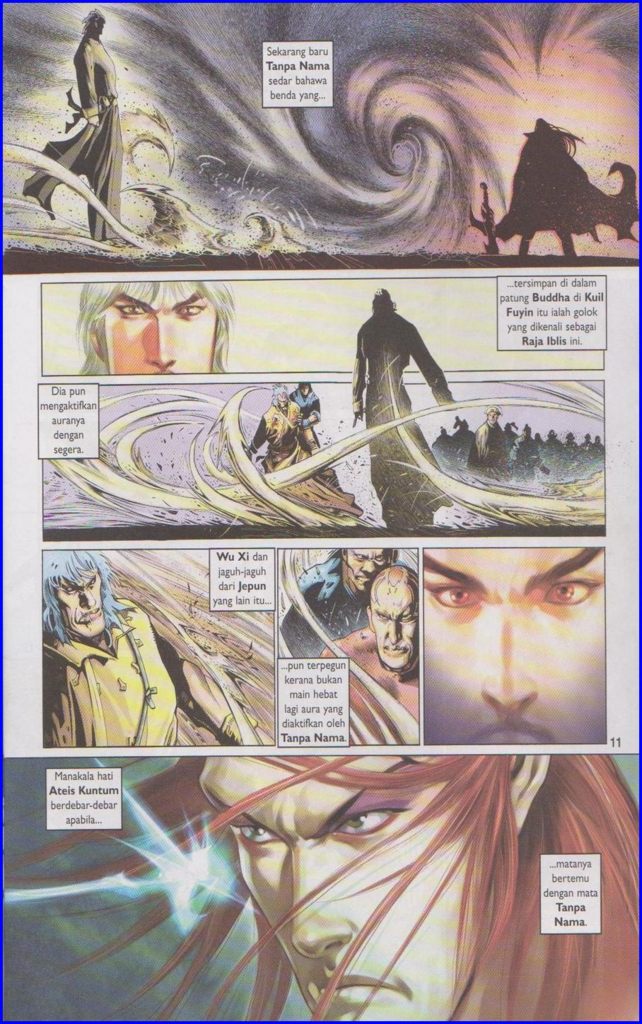 Sekarang baru
Tanpa Nama
sedar bahawa
benda yang...
...tersimpan di dalam
patung Buddha di Kuil
Fuyin itu ialah golok
yang dikenali sebagai
Raja Iblis ini.
Dia pun
mengaktifkan
auranya
dengan
segera.
Wu Xi dan
jaguh-jaguh
dari Jepun
yang lain itu...
...pun terpegun
kerana bukan
main hebat
lagi aura yang
diaktifkan oleh
Tanpa Nama.
11
Manakala hati
Ateis Kuntum
berdebar-debar
apabila...
...matanya
bertemu
dengan mata
Tanpa
Nama.